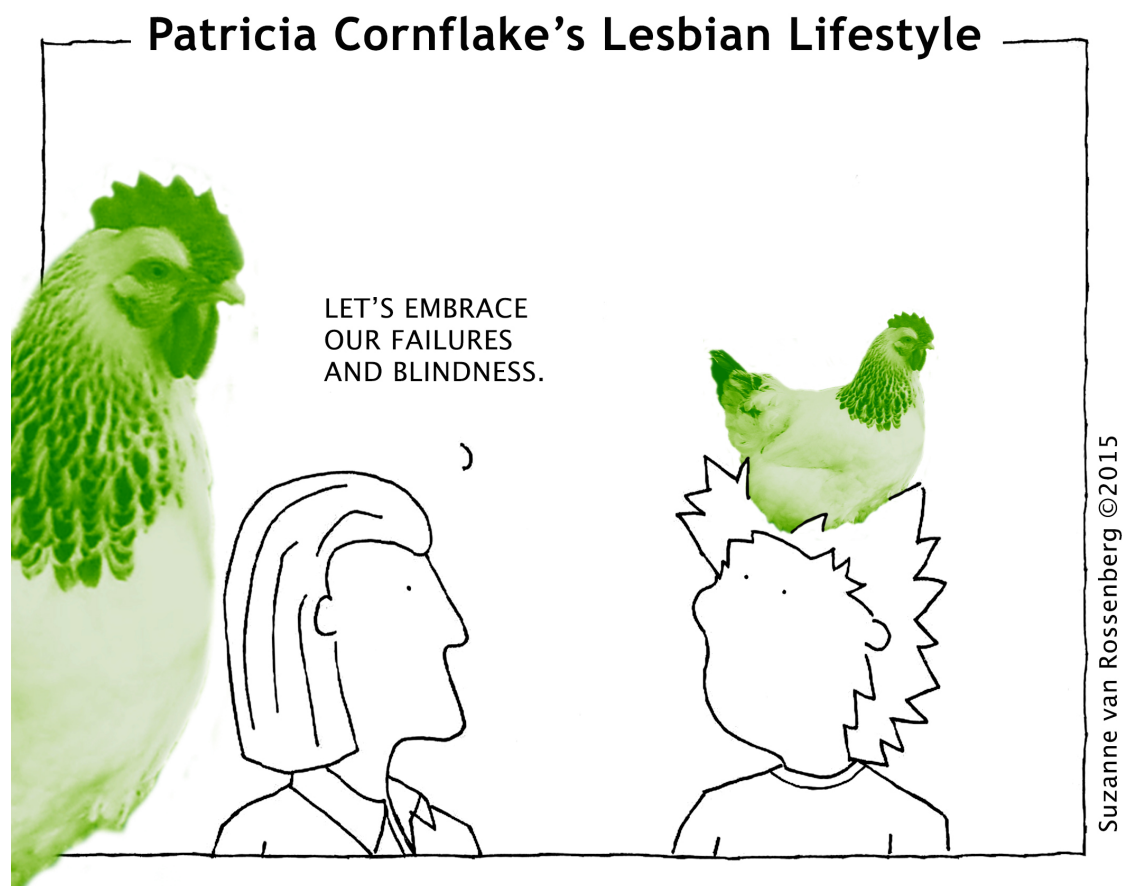 Patricia Cornflake’s Lesbian Lifestyle
LET’S EMBRACE
OUR FAILURES
AND BLINDNESS.
Suzanne van Rossenberg ©2015